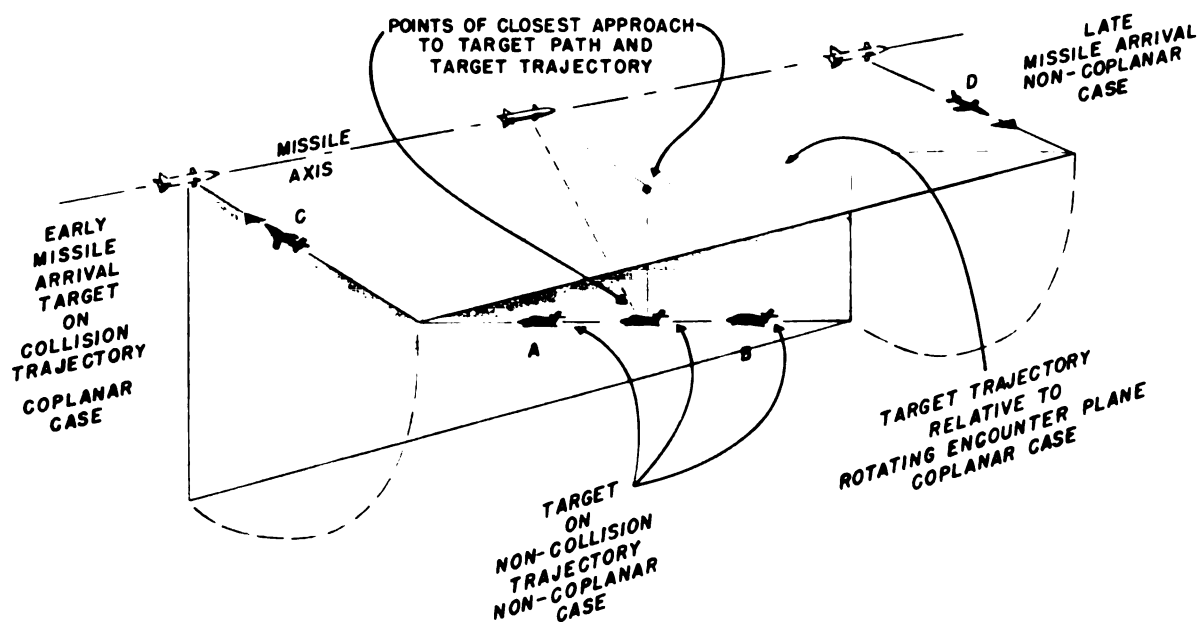 POINTS OF CLOSEST APPROACH
TO TARGET PATH AND
TARGET TRAJECTORY
LATE
MISSILE ARRIVAL
NON-COPLANAR
CASE
D
MISSILE
AXIS
C
EARLY
MISSILE
ARRIVAL
TARGET
ON
COLLISION
TRAJECTORY
COPLANAR
CASE
A
B
TARGET TRAJECTORY
RELATIVE TO
ROTATING ENCOUNTER PLANE
COPLANAR CASE
TARGET
ON
NON-COLLISION
TRAJECTORY
NON-COPLANAR
CASE